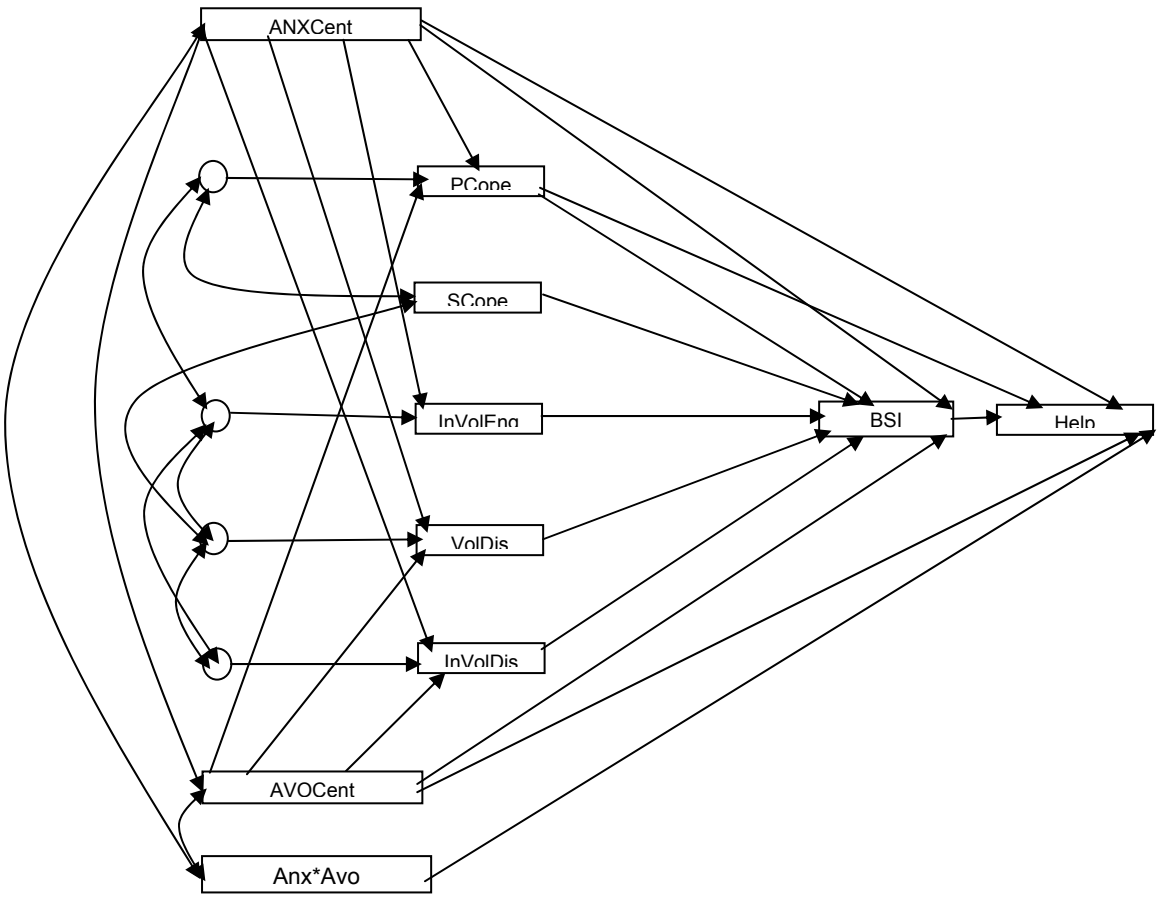 ANXCent
PCope
SCope
InVolEng
BSI
Help
VolDis
InVolDis
AVOCent
Anx*Avo